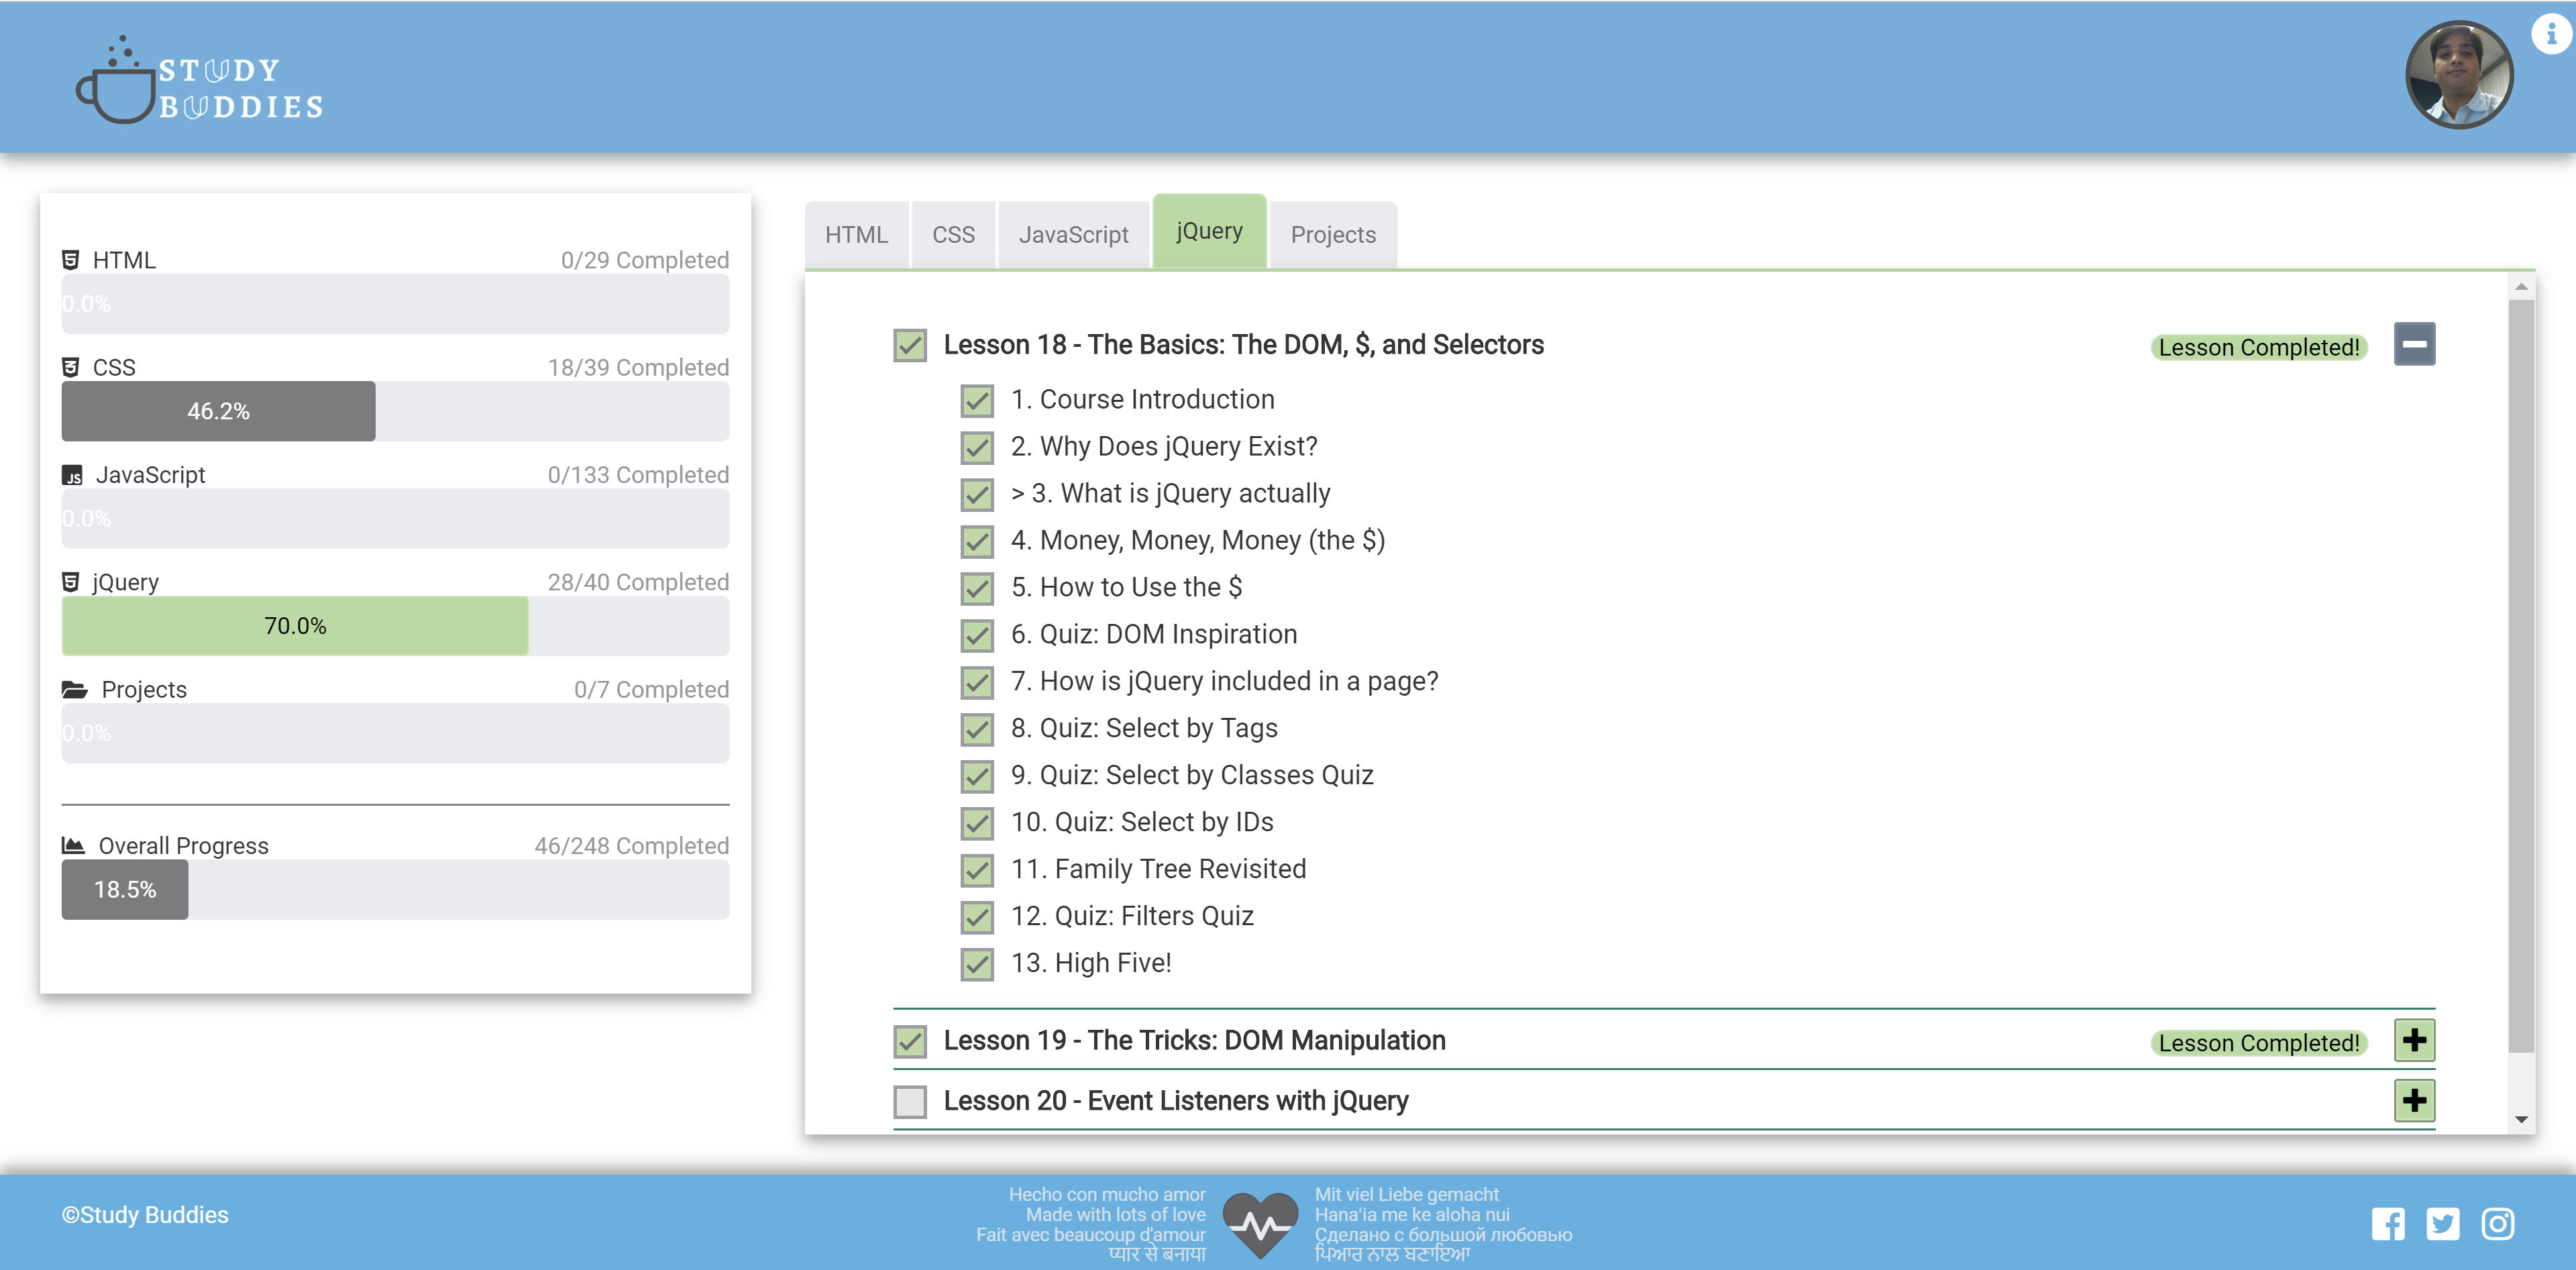 STUDY
BUDDIES
HTML 0/29 Completed
0.0%
CSS 18/39 Completed
46.2%
JavaScript 0/133 Completed
0.0%
jQuery 28/40 Completed
70.0%
Projects 0/7 Completed
0.0%
Overall Progress 46/248 Completed
18.5%
HTML CSS JavaScript jQuery Projects
Lesson 18 - The Basics: The DOM, $, and Selectors Lesson Completed!
1. Course Introduction
2. Why Does jQuery Exist?
> 3. What is jQuery actually
4. Money, Money, Money (the $)
5. How to Use the $
6. Quiz: DOM Inspiration
7. How is jQuery included in a page?
8. Quiz: Select by Tags
9. Quiz: Select by Classes Quiz
10. Quiz: Select by IDs
11. Family Tree Revisited
12. Quiz: Filters Quiz
13. High Five!
Lesson 19 - The Tricks: DOM Manipulation Lesson Completed!
Lesson 20 - Event Listeners with jQuery
©Study Buddies
Hecho con mucho amor
Made with lots of love
Fait avec beaucoup d'amour
प्यार से बनाया
Mit viel Liebe gemacht
Hana'ia me ke aloha nui
Сделано с большой любовью
ਪਿਆਰ ਨਾਲ ਬਣਾਇਆ